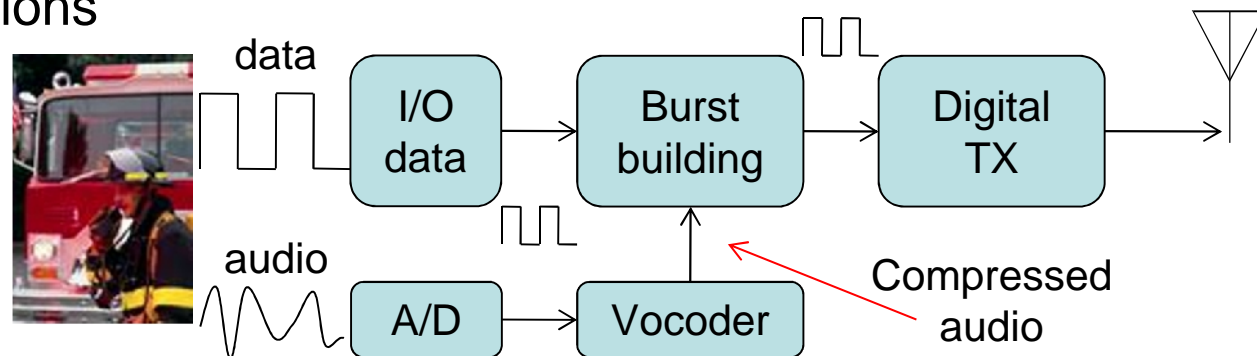 ions
data
I/O
data
Burst
building
Digital
TX
audio
A/D
Vocoder
Compressed
audio